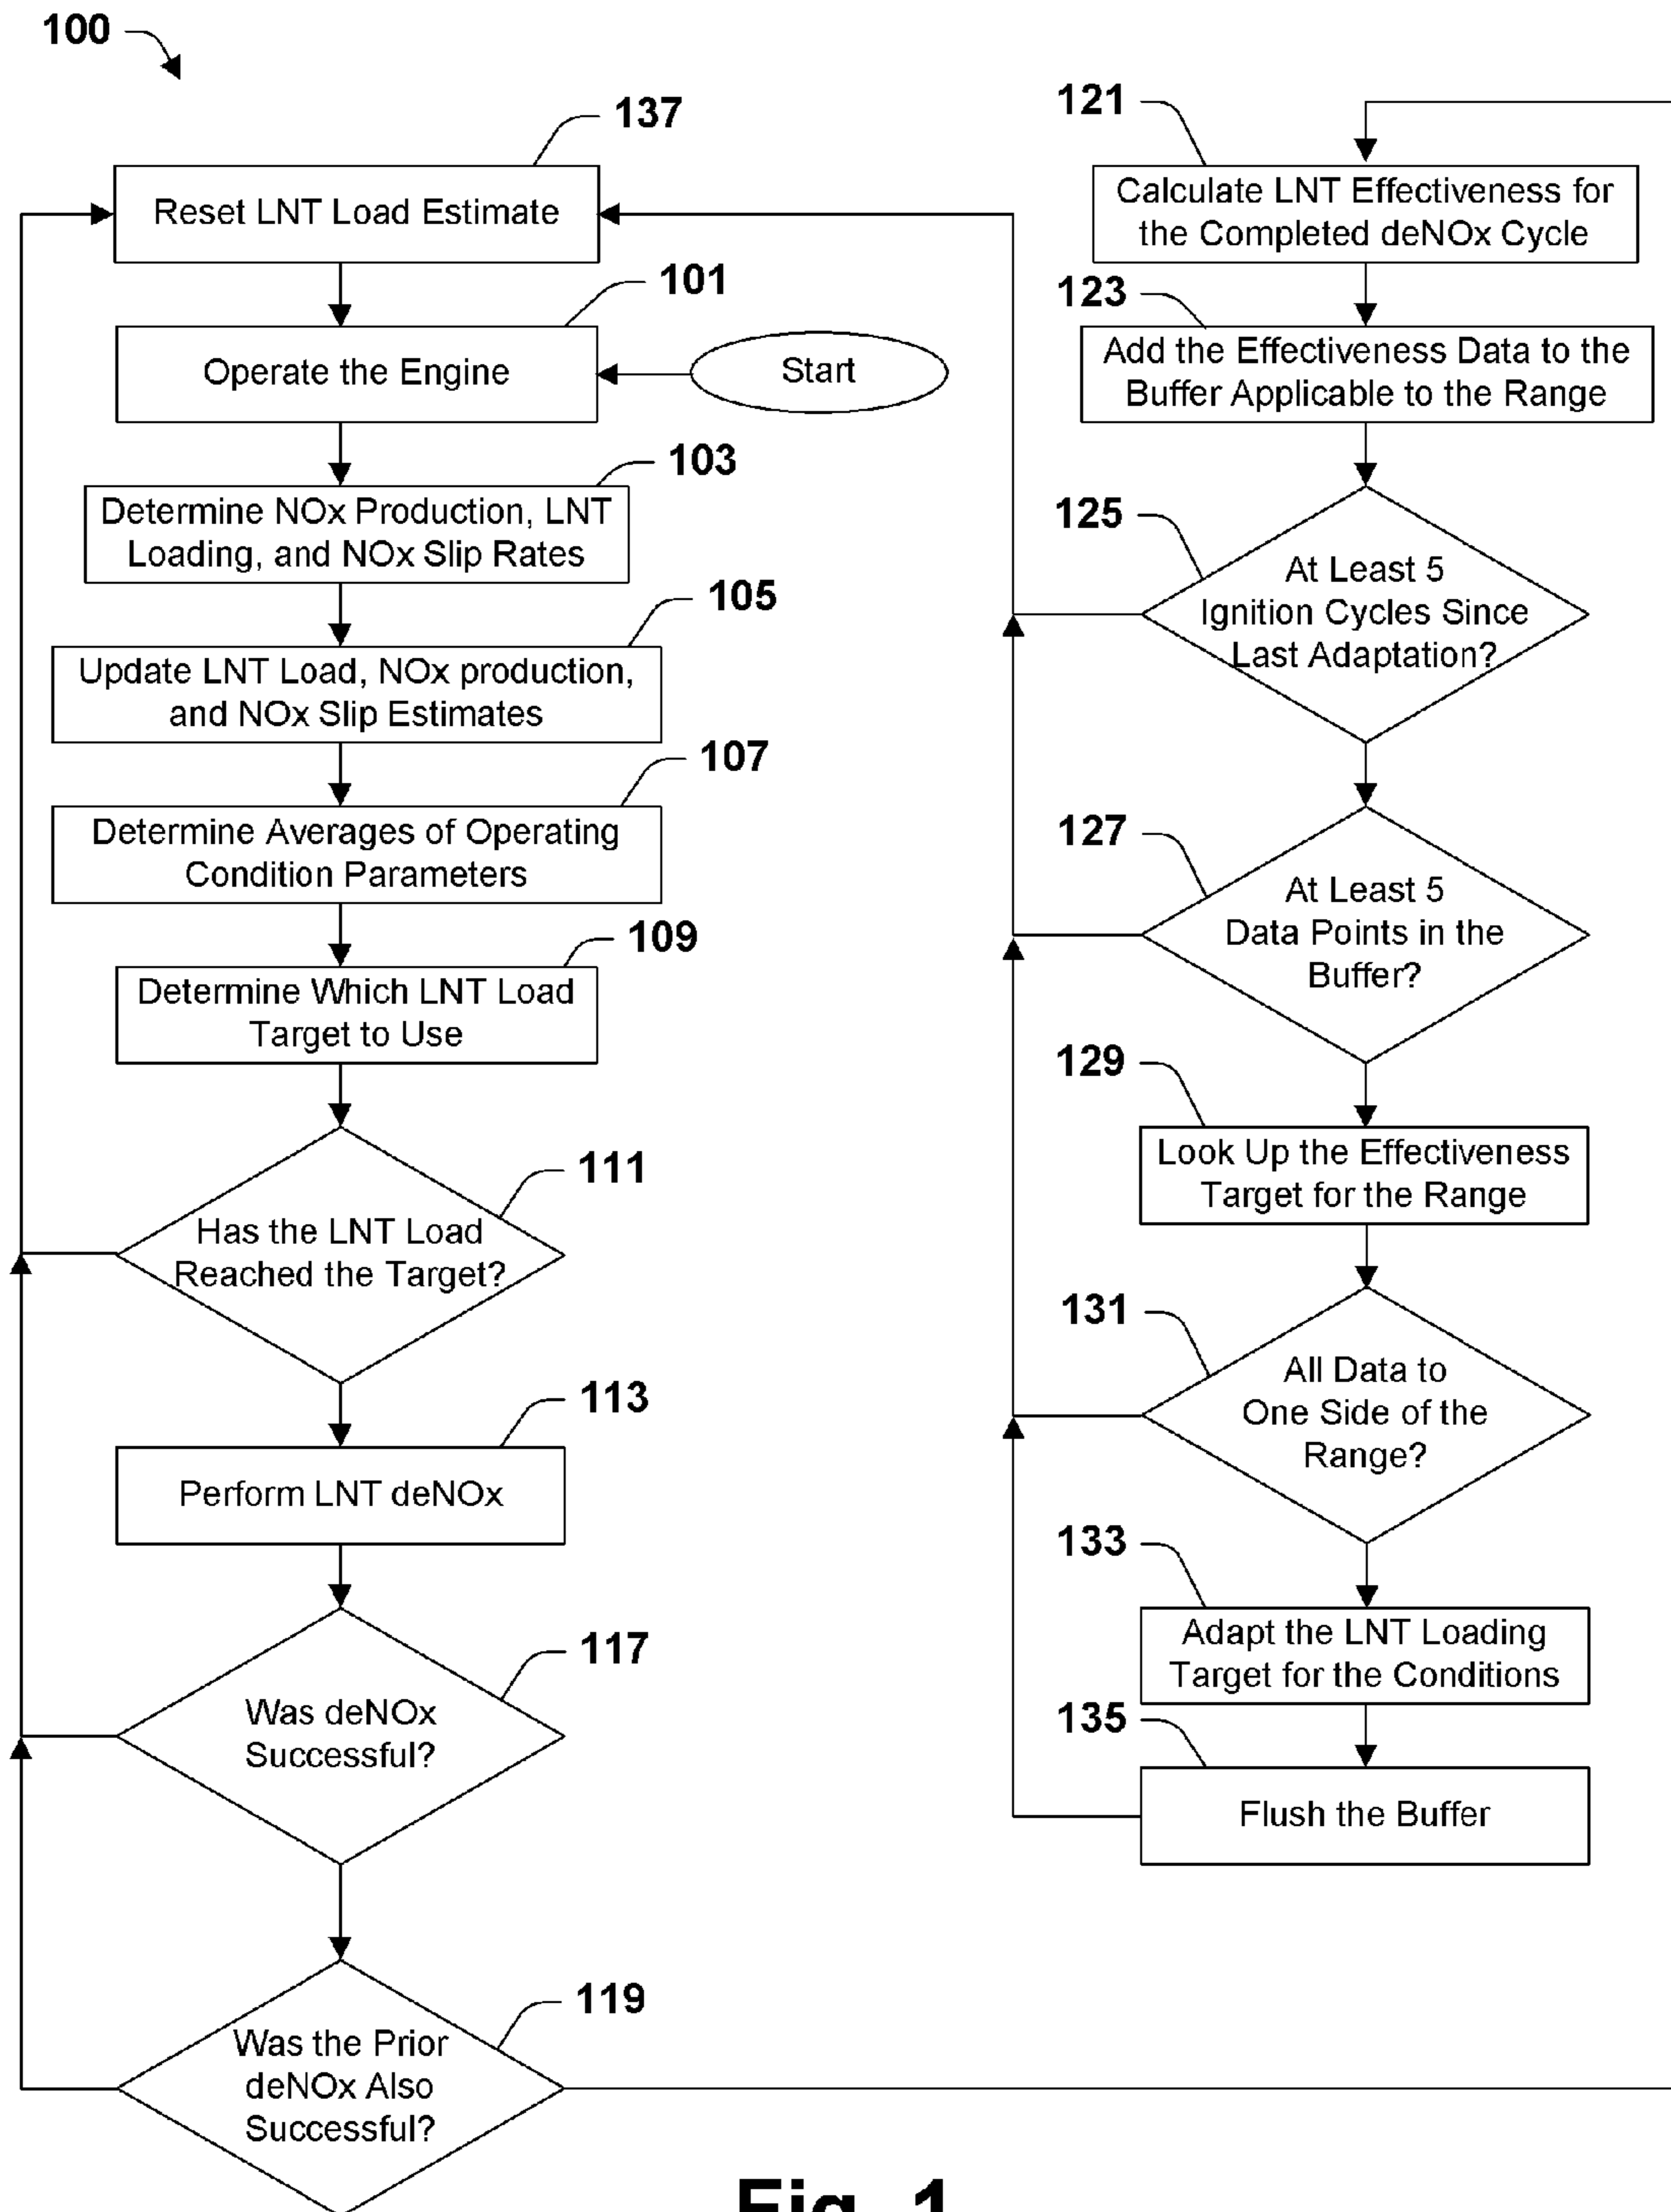 100
137
Reset LNT Load Estimate
101
Operate the Engine
Start
103
Determine NOx Production, LNT
Loading, and NOx Slip Rates
105
Update LNT Load, NOx production,
and NOx Slip Estimates
107
Determine Averages of Operating
Condition Parameters
109
Determine Which LNT Load
Target to Use
111
Has the LNT Load
Reached the Target?
113
Perform LNT deNOx
117
Was deNOx
Successful?
119
Was the Prior
deNOx Also
Successful?
121
Calculate LNT Effectiveness for
the Completed deNOx Cycle
123
Add the Effectiveness Data to the
Buffer Applicable to the Range
125
At Least 5
Ignition Cycles Since
Last Adaptation?
127
At Least 5
Data Points in the
Buffer?
129
Look Up the Effectiveness
Target for the Range
131
All Data to
One Side of the
Range?
133
Adapt the LNT Loading
Target for the Conditions
135
Flush the Buffer
Fig. 1